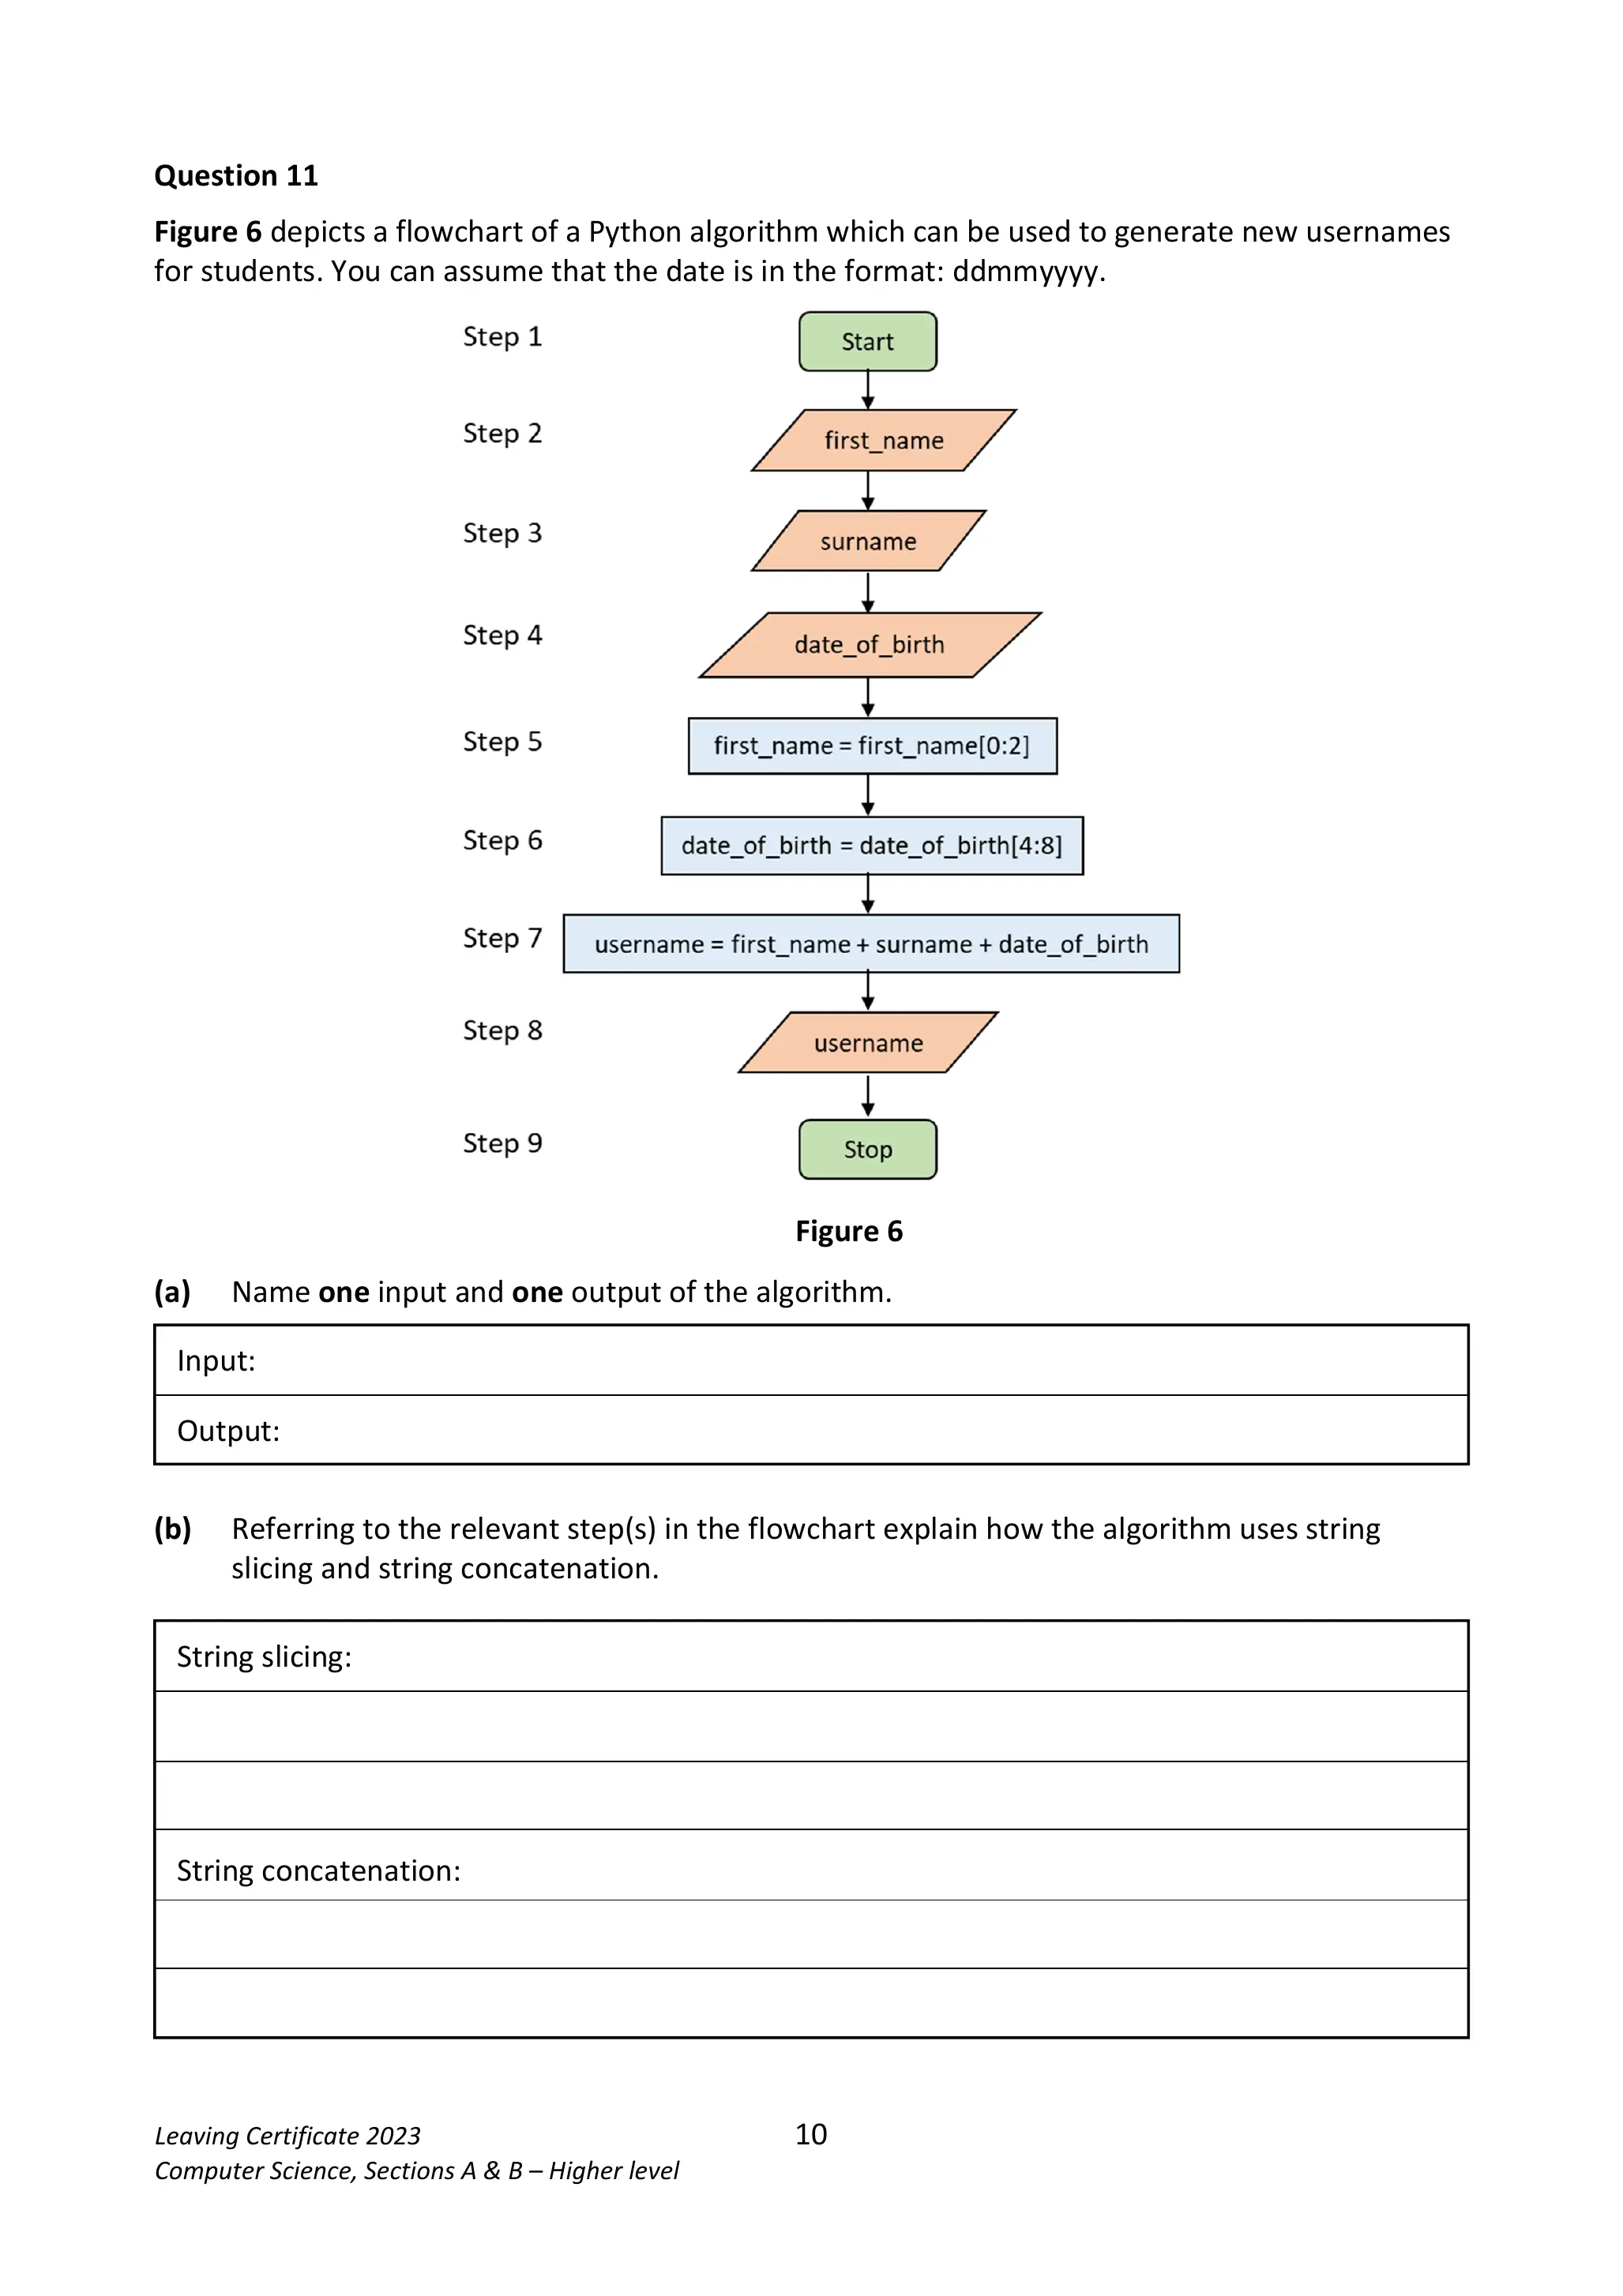 Question 11
Figure 6 depicts a flowchart of a Python algorithm which can be used to generate new usernames
for students. You can assume that the date is in the format: ddmmyyyy.
Step 1
Start
Step 2
first_name
Step 3
surname
Step 4
date_of_birth
Step 5
first_name = first_name[0:2]
Step 6
date_of_birth = date_of_birth[4:8]
Step 7
username = first_name + surname + date_of_birth
Step 8
username
Step 9
Stop
Figure 6
(a) Name one input and one output of the algorithm.
Input:
Output:
(b) Referring to the relevant step(s) in the flowchart explain how the algorithm uses string
slicing and string concatenation.
String slicing:
String concatenation:
Leaving Certificate 2023 10
Computer Science, Sections A & B – Higher level